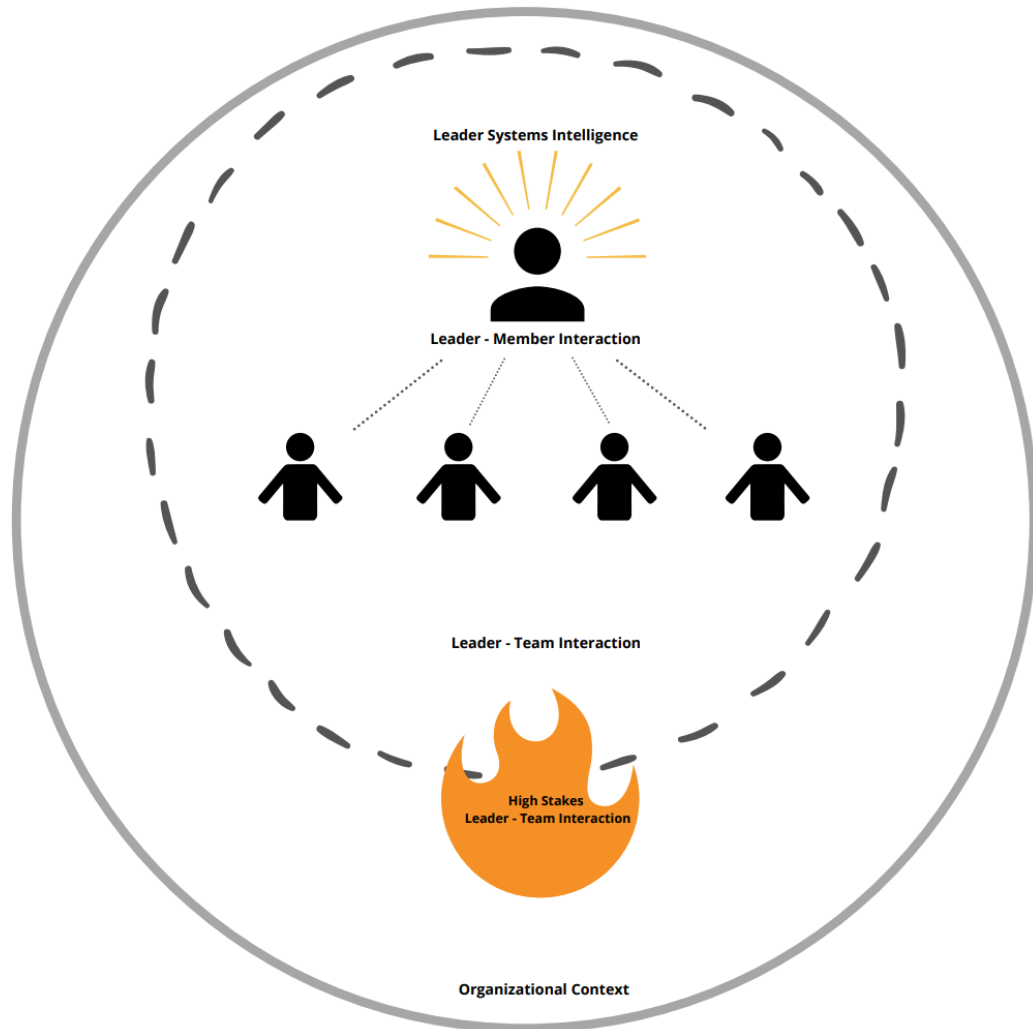 Leader Systems Intelligence
Leader - Member Interaction
Leader - Team Interaction
High Stakes
Leader - Team Interaction
Organizational Context